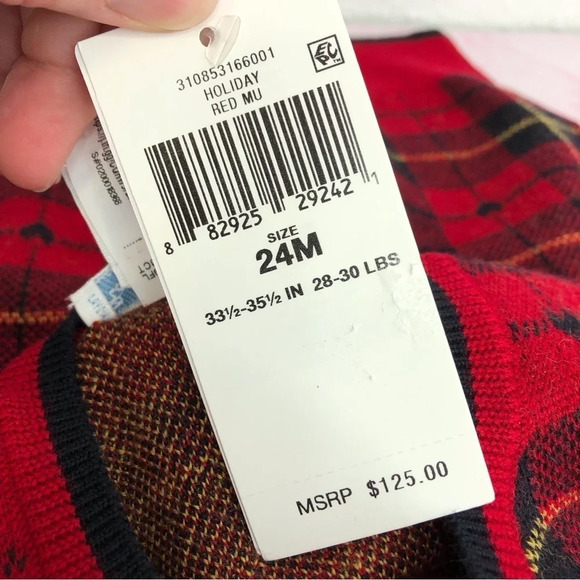 310853166001
HOLIDAY
RED MU
EPC
8 82925 29242 1
SIZE
24M
33½-35½ IN 28-30 LBS
MSRP $125.00